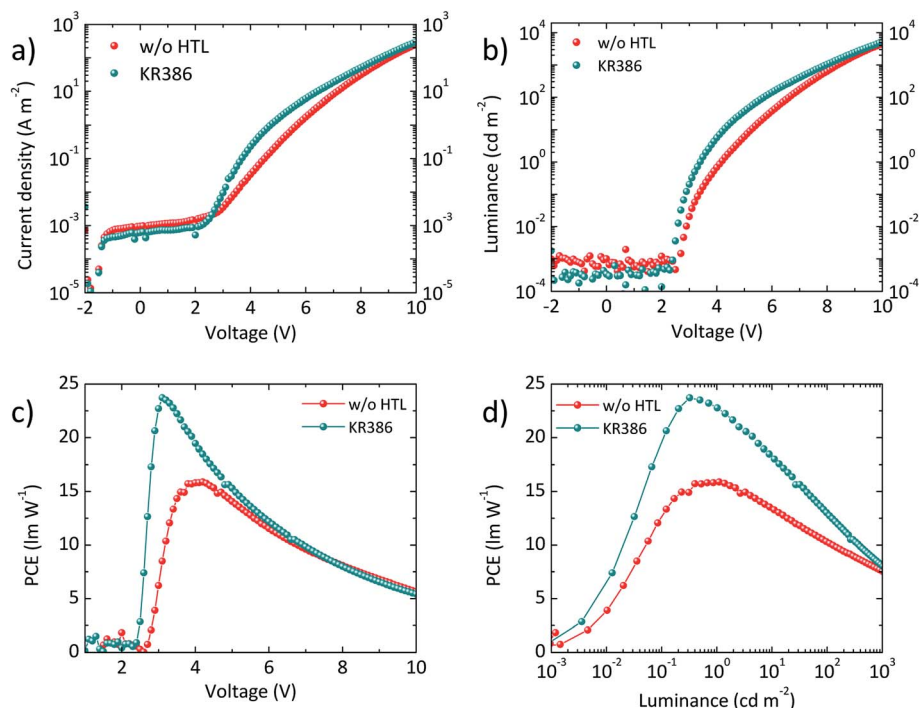 a)
w/o HTL
KR386
10³
10¹
10⁻¹
10⁻³
10⁻⁵
Current density (A m⁻²)
10³
10¹
10⁻¹
10⁻³
10⁻⁵
-2 0 2 4 6 8 10
Voltage (V)
b)
w/o HTL
KR386
10⁴
10²
10⁰
10⁻²
10⁻⁴
Luminance (cd m⁻²)
10⁴
10²
10⁰
10⁻²
10⁻⁴
-2 0 2 4 6 8 10
Voltage (V)
c)
w/o HTL
KR386
25
20
15
10
5
0
PCE (lm W⁻¹)
2 4 6 8 10
Voltage (V)
d)
w/o HTL
KR386
25
20
15
10
5
0
PCE (lm W⁻¹)
10⁻³ 10⁻² 10⁻¹ 10⁰ 10¹ 10² 10³
Luminance (cd m⁻²)